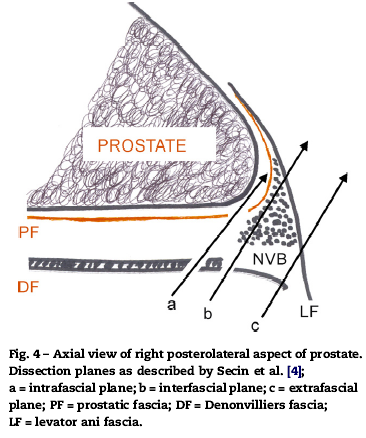 PROSTATE
PF
DF
NVB
a
b
c
LF
Fig. 4 – Axial view of right posterolateral aspect of prostate.
Dissection planes as described by Secin et al. [4];
a = intrafascial plane; b = interfascial plane; c = extrafascial
plane; PF = prostatic fascia; DF = Denonvilliers fascia;
LF = levator ani fascia.